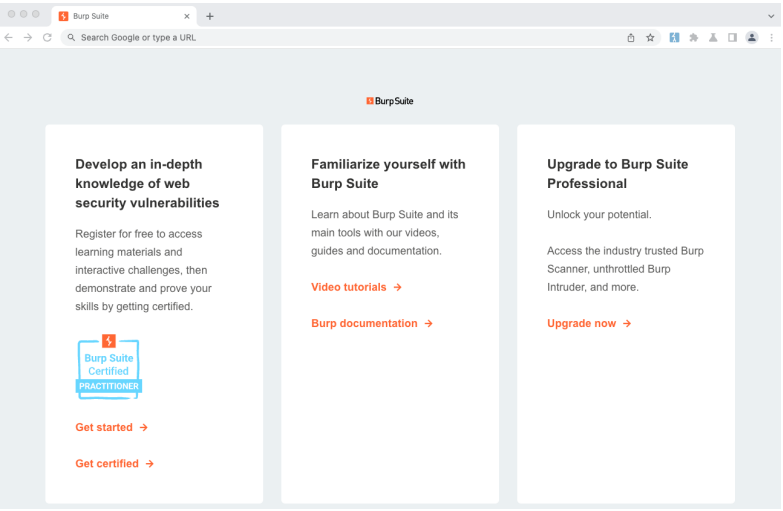 Burp Suite
Search Google or type a URL
Burp Suite
Develop an in-depth
knowledge of web
security vulnerabilities
Register for free to access
learning materials and
interactive challenges, then
demonstrate and prove your
skills by getting certified.
Burp Suite
Certified
PRACTITIONER
Get started →
Get certified →
Familiarize yourself with
Burp Suite
Learn about Burp Suite and its
main tools with our videos,
guides and documentation.
Video tutorials →
Burp documentation →
Upgrade to Burp Suite
Professional
Unlock your potential.
Access the industry trusted Burp
Scanner, unthrottled Burp
Intruder, and more.
Upgrade now →